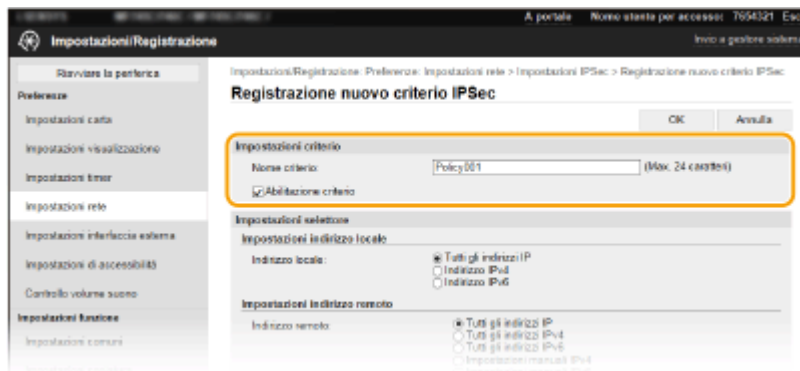 A portale Nome utente per accesso: 7654321 Esc
Impostazioni/Registrazione
Invio a gestore sistema
Riavviare la periferica
Impostazioni/Registrazione: Preferenze: Impostazioni rete > Impostazioni IPSec > Registrazione nuovo criterio IPSec
Preferenze
Registrazione nuovo criterio IPSec
Impostazioni carta
OK Annulla
Impostazioni visualizzazione
Impostazioni criterio
Nome criterio: Policy001 (Max. 24 caratteri)
Impostazioni timer
Abilitazione criterio
Impostazioni rete
Impostazioni selettore
Impostazioni interfaccia esterna
Impostazioni indirizzo locale
Indirizzo locale: Tutti gli indirizzi IP
Impostazioni di accessibilità
Indirizzo IPv4
Indirizzo IPv6
Controllo volume suono
Impostazioni indirizzo remoto
Impostazioni funzione
Indirizzo remoto: Tutti gli indirizzi IP
Tutti gli indirizzi IPv4
Impostazioni comuni
Tutti gli indirizzi IPv6
Impostazioni manuali IPv4